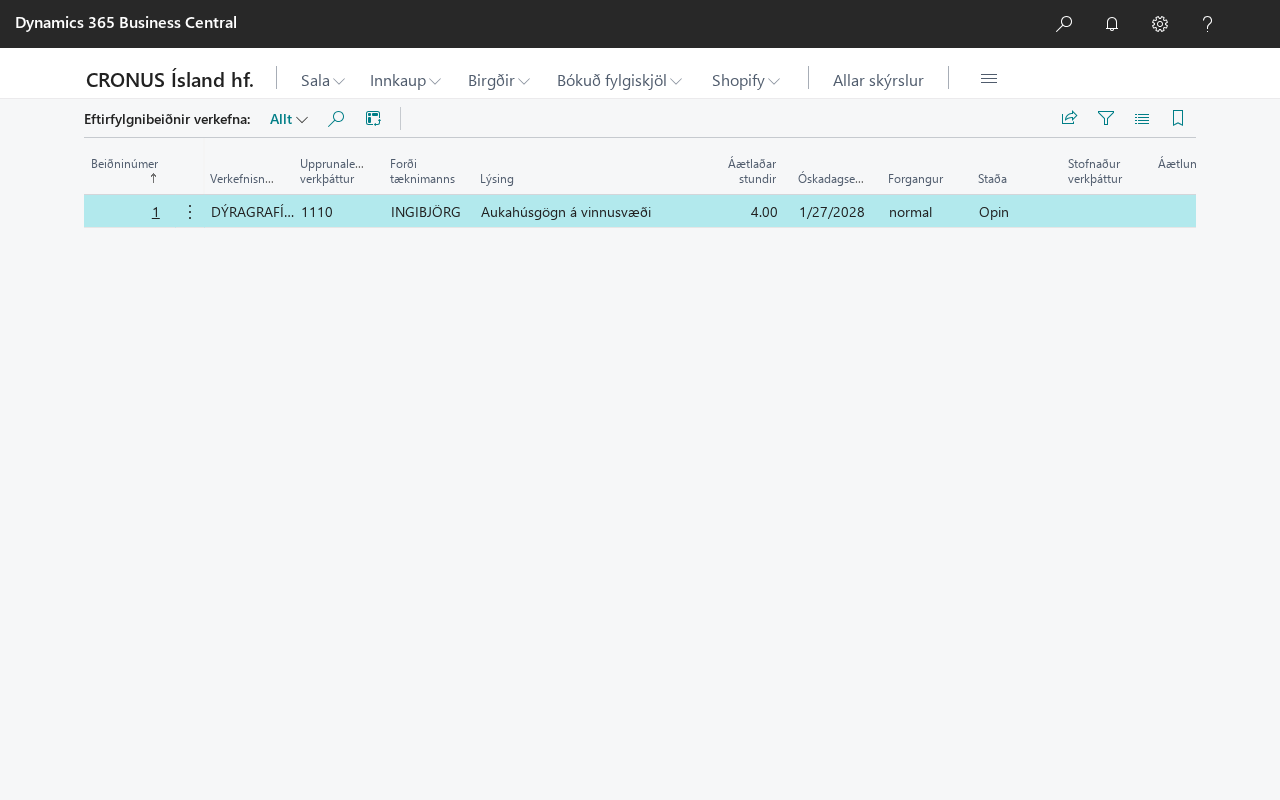 Dynamics 365 Business Central
CRONUS Ísland hf.
Sala
Innkaup
Birgðir
Bókuð fylgiskjöl
Shopify
Allar skýrslur
Eftirfylgnibeiðnir verkefna:
Allt
Beiðninúmer
Verkefnisn...
Upprunale...
verkþáttur
Forði
tæknimanns
Lýsing
Áætlaðar
stundir
Óskadagse...
Forgangur
Staða
Stofnaður
verkþáttur
Áætlun
1
DÝRAGRAFÍ...
1110
INGIBJÖRG
Aukahúsgögn á vinnusvæði
4.00
1/27/2028
normal
Opin